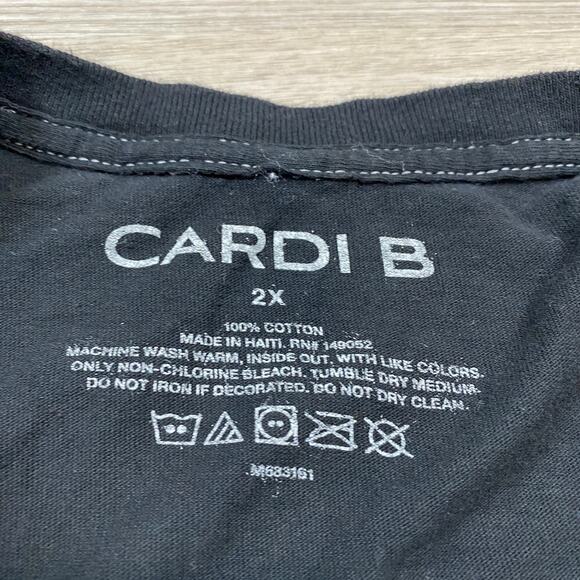 CARDI B
2X
100% COTTON
MADE IN HAITI. RN# 149052
MACHINE WASH WARM, INSIDE OUT, WITH LIKE COLORS.
ONLY NON-CHLORINE BLEACH. TUMBLE DRY MEDIUM.
DO NOT IRON IF DECORATED. DO NOT DRY CLEAN.
M633161